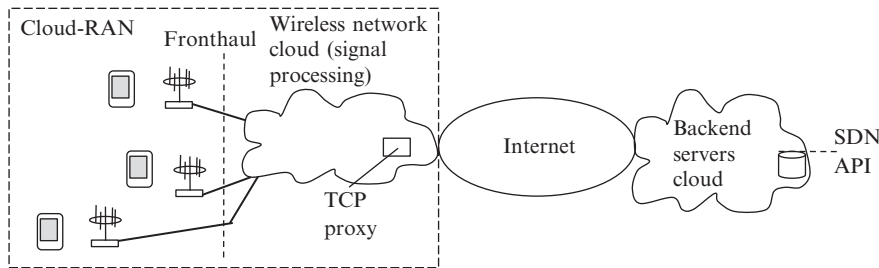 Cloud-RAN
Fronthaul
Wireless network
cloud (signal
processing)
TCP
proxy
Internet
Backend
servers
cloud
SDN
API